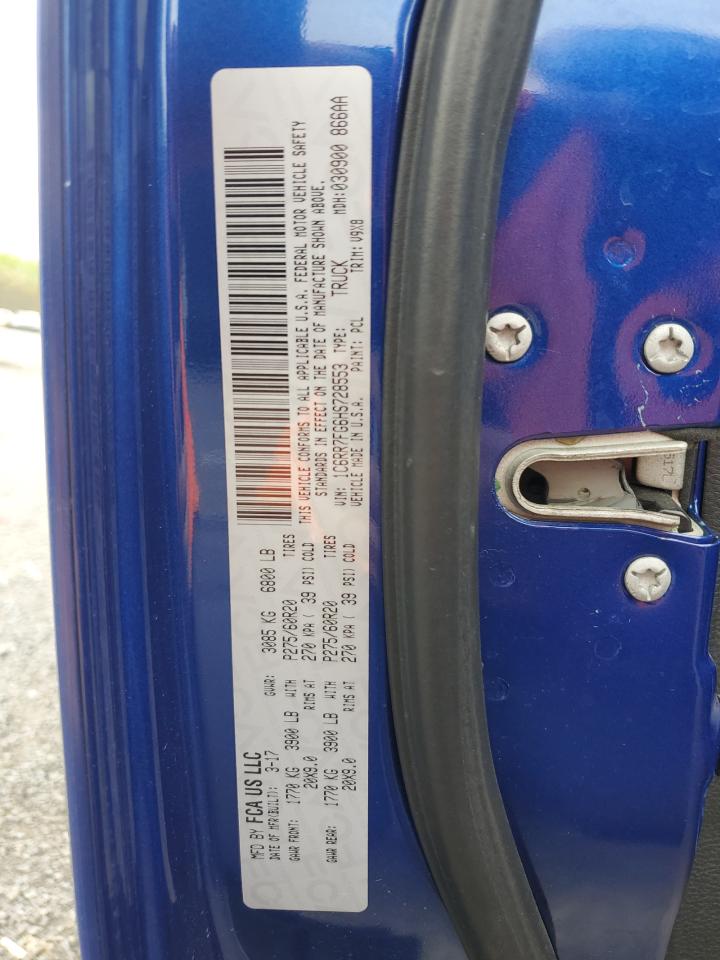 MFD BY FCA US LLC
DATE OF MFR(BUILT): 3-17 GVWR: 3085 KG 6800 LB
GAWR FRONT: 1770 KG 3900 LB WITH P275/60R20 TIRES
20X9.0 RIMS AT 270 KPA ( 39 PSI) COLD
GAWR REAR: 1770 KG 3900 LB WITH P275/60R20 TIRES
20X9.0 RIMS AT 270 KPA ( 39 PSI) COLD
THIS VEHICLE CONFORMS TO ALL APPLICABLE U.S.A. FEDERAL MOTOR VEHICLE SAFETY
STANDARDS IN EFFECT ON THE DATE OF MANUFACTURE SHOWN ABOVE.
VIN: 1C6RR7FG6HS728553 TYPE: TRUCK MDH:030900 866AA
VEHICLE MADE IN U.S.A. PAINT: PCL TRIM: V9X8